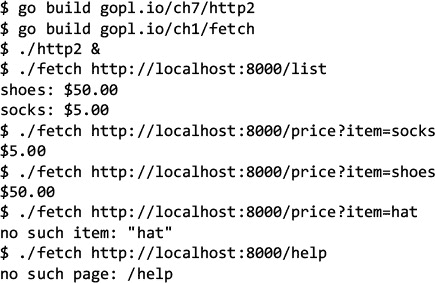 $ go build gopl.io/ch7/http2
$ go build gopl.io/ch1/fetch
$ ./http2 &
$ ./fetch http://localhost:8000/list
shoes: $50.00
socks: $5.00
$ ./fetch http://localhost:8000/price?item=socks
$5.00
$ ./fetch http://localhost:8000/price?item=shoes
$50.00
$ ./fetch http://localhost:8000/price?item=hat
no such item: "hat"
$ ./fetch http://localhost:8000/help
no such page: /help